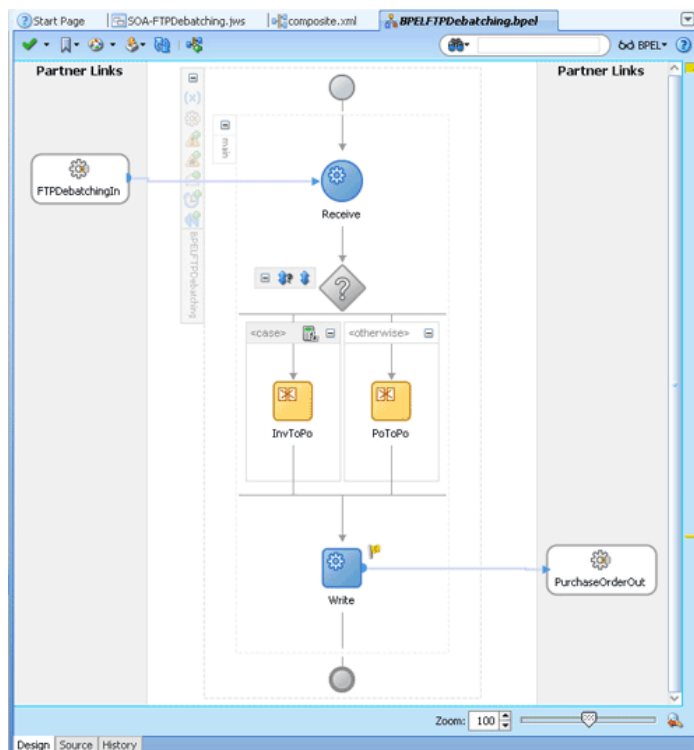 Start Page
SOA-FTPDebatching.jws
composite.xml
BPELFTPDebatching.bpel
BPEL
Partner Links
Partner Links
(x)
main
FTPDebatchingIn
Receive
BPELFTPDebatching
?
<case>
<otherwise>
InvToPo
PoToPo
Write
PurchaseOrderOut
Zoom: 100
Design Source History